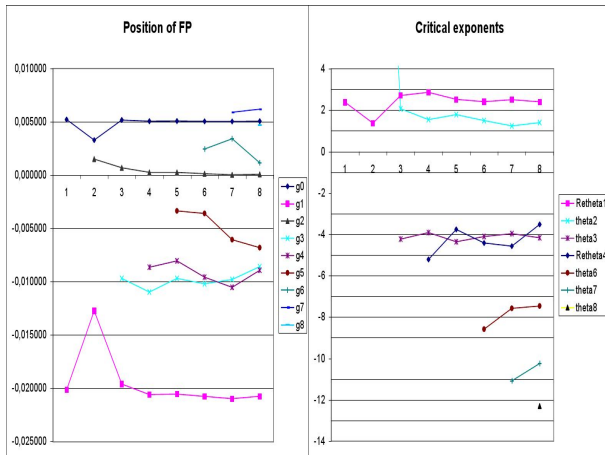 Position of FP
0,010000
0,005000
0,000000
1 2 3 4 5 6 7 8
-0,005000
-0,010000
-0,015000
-0,020000
-0,025000
g0
g1
g2
g3
g4
g5
g6
g7
g8
Critical exponents
4
2
0
1 2 3 4 5 6 7 8
-2
-4
-6
-8
-10
-12
-14
Retheta1
theta2
theta3
Retheta4
theta6
theta7
theta8